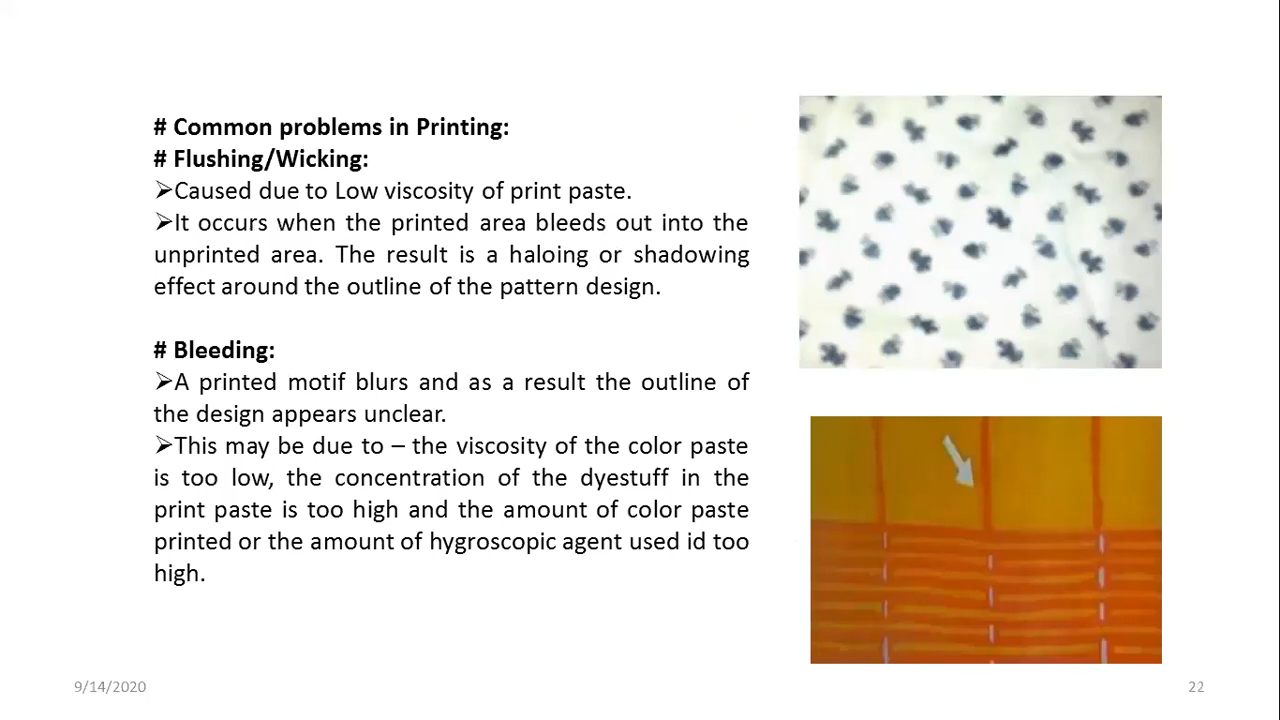 # Common problems in Printing:
# Flushing/Wicking:
➢Caused due to Low viscosity of print paste.
➢It occurs when the printed area bleeds out into the
unprinted area. The result is a haloing or shadowing
effect around the outline of the pattern design.
# Bleeding:
➢A printed motif blurs and as a result the outline of
the design appears unclear.
➢This may be due to – the viscosity of the color paste
is too low, the concentration of the dyestuff in the
print paste is too high and the amount of color paste
printed or the amount of hygroscopic agent used id too
high.
9/14/2020
22